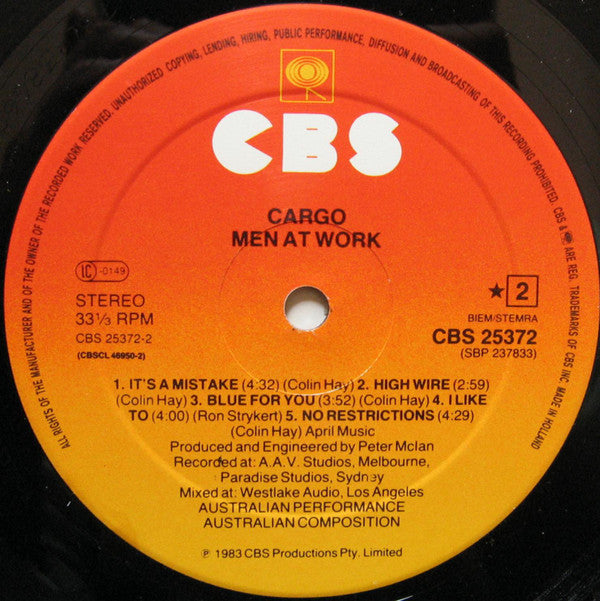 ALL RIGHTS OF THE MANUFACTURER AND OF THE OWNER OF THE RECORDED WORK RESERVED. UNAUTHORIZED COPYING, LENDING, HIRING, PUBLIC PERFORMANCE, DIFFUSION AND BROADCASTING OF THIS RECORDING PROHIBITED. CBS & ARE REG. TRADEMARKS OF CBS INC. MADE IN HOLLAND
CBS
CARGO
MEN AT WORK
LC -0149
STEREO
33⅓ RPM
CBS 25372-2
(CBSCL 46950-2)
★ 2
BIEM/STEMRA
CBS 25372
(SBP 237833)
1. IT'S A MISTAKE (4:32) (Colin Hay) 2. HIGH WIRE (2:59)
(Colin Hay) 3. BLUE FOR YOU (3:52) (Colin Hay) 4. I LIKE
TO (4:00) (Ron Strykert) 5. NO RESTRICTIONS (4:29)
(Colin Hay) April Music
Produced and Engineered by Peter McIan
Recorded at: A.A.V. Studios, Melbourne,
Paradise Studios, Sydney
Mixed at: Westlake Audio, Los Angeles
AUSTRALIAN PERFORMANCE
AUSTRALIAN COMPOSITION
℗ 1983 CBS Productions Pty. Limited